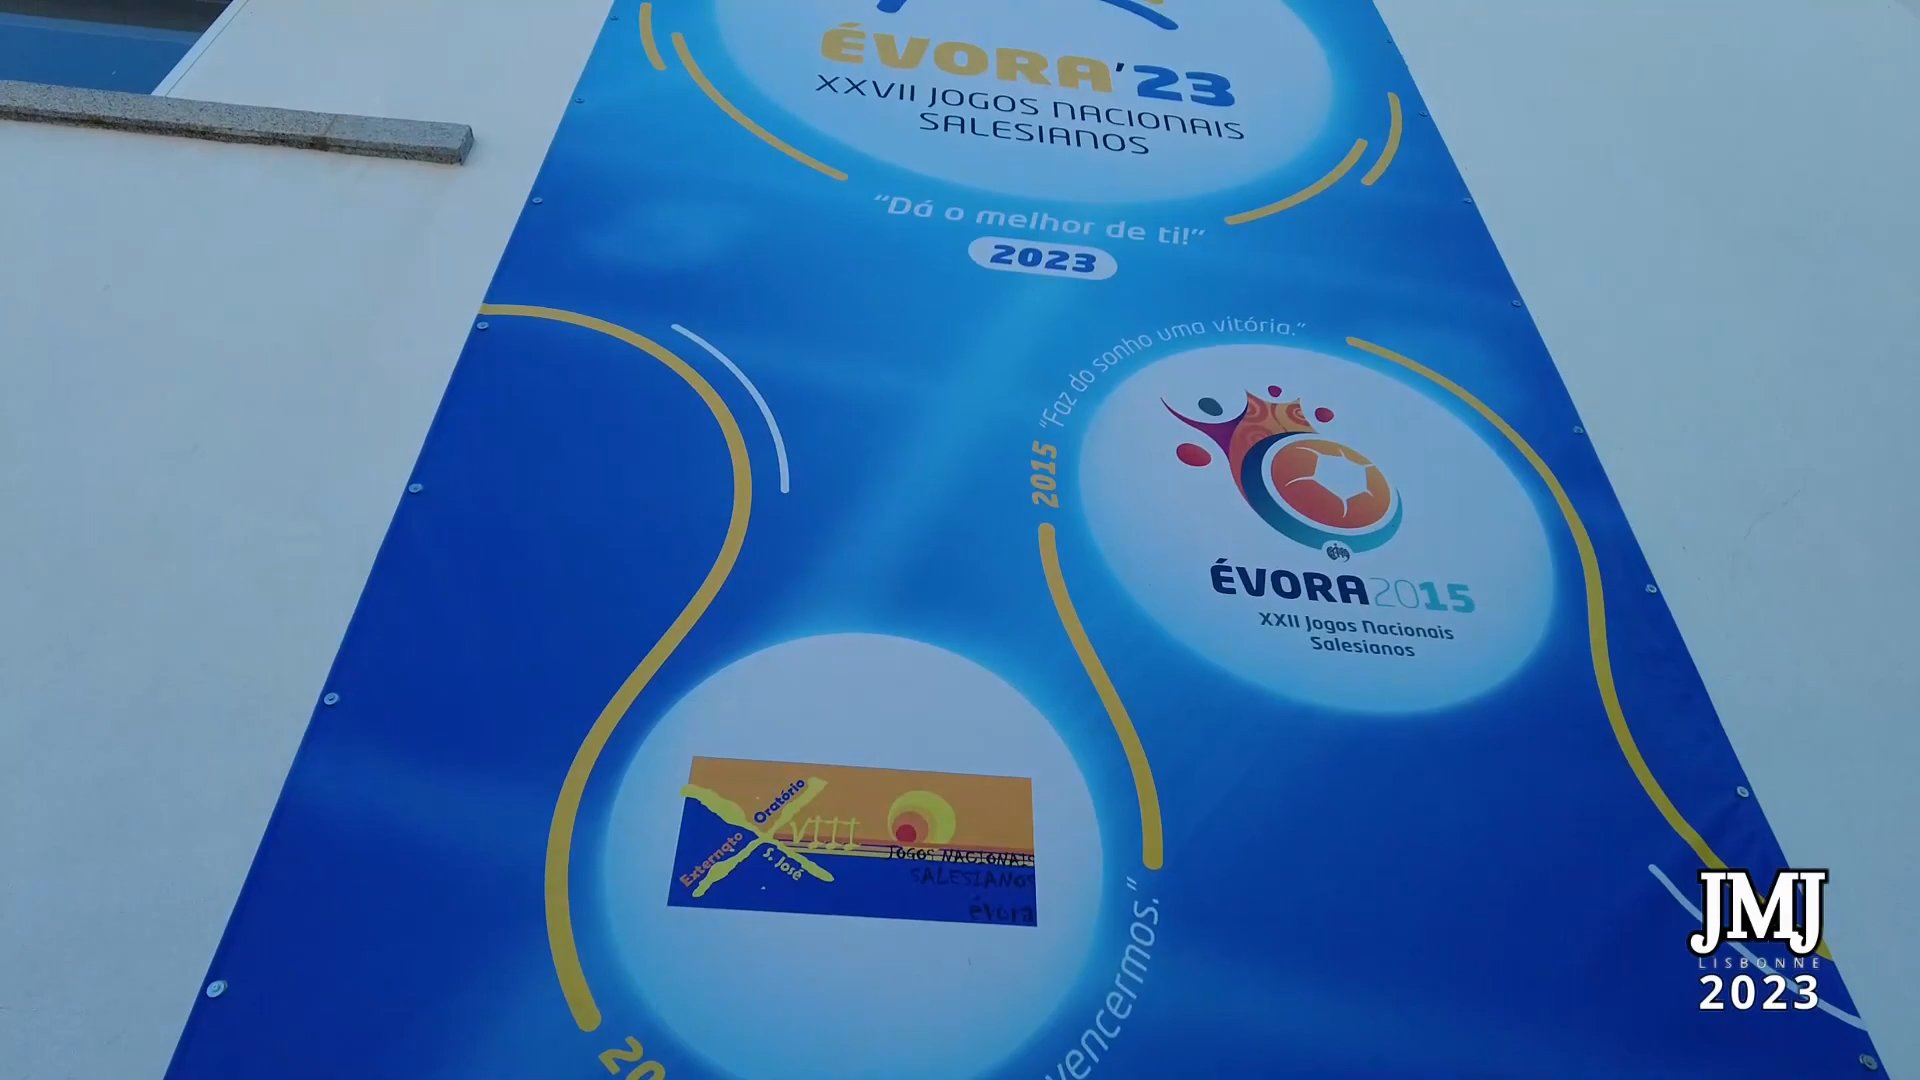 ÉVORA'23
XXVII JOGOS NACIONAIS
SALESIANOS
“Dá o melhor de ti!”
2023
2015 “Faz do sonho uma vitória.”
ÉVORA2015
XXII Jogos Nacionais
Salesianos
Externato
Oratório
S. José
VIII
JOGOS NACIONAIS
SALESIANOS
évora
vencermos.”
JMJ
LISBONNE
2023